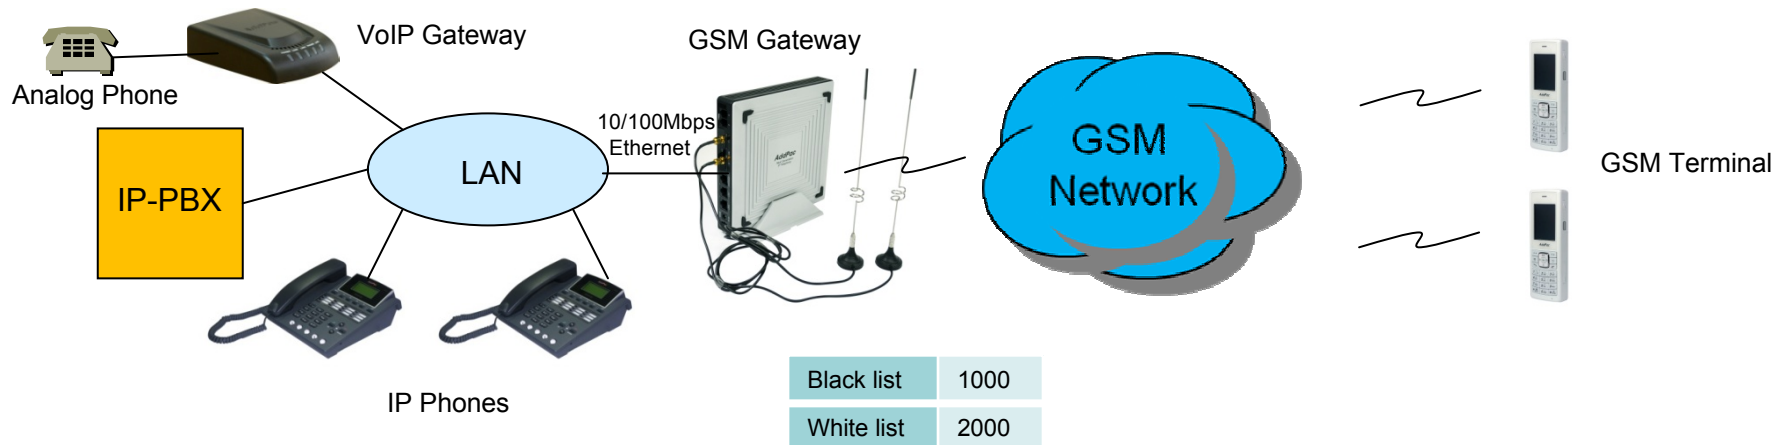 VoIP Gateway
GSM Gateway
Analog Phone
10/100Mbps
Ethernet
IP-PBX
LAN
AddPac
GSM
Network
GSM Terminal
IP Phones
Black list 1000
White list 2000